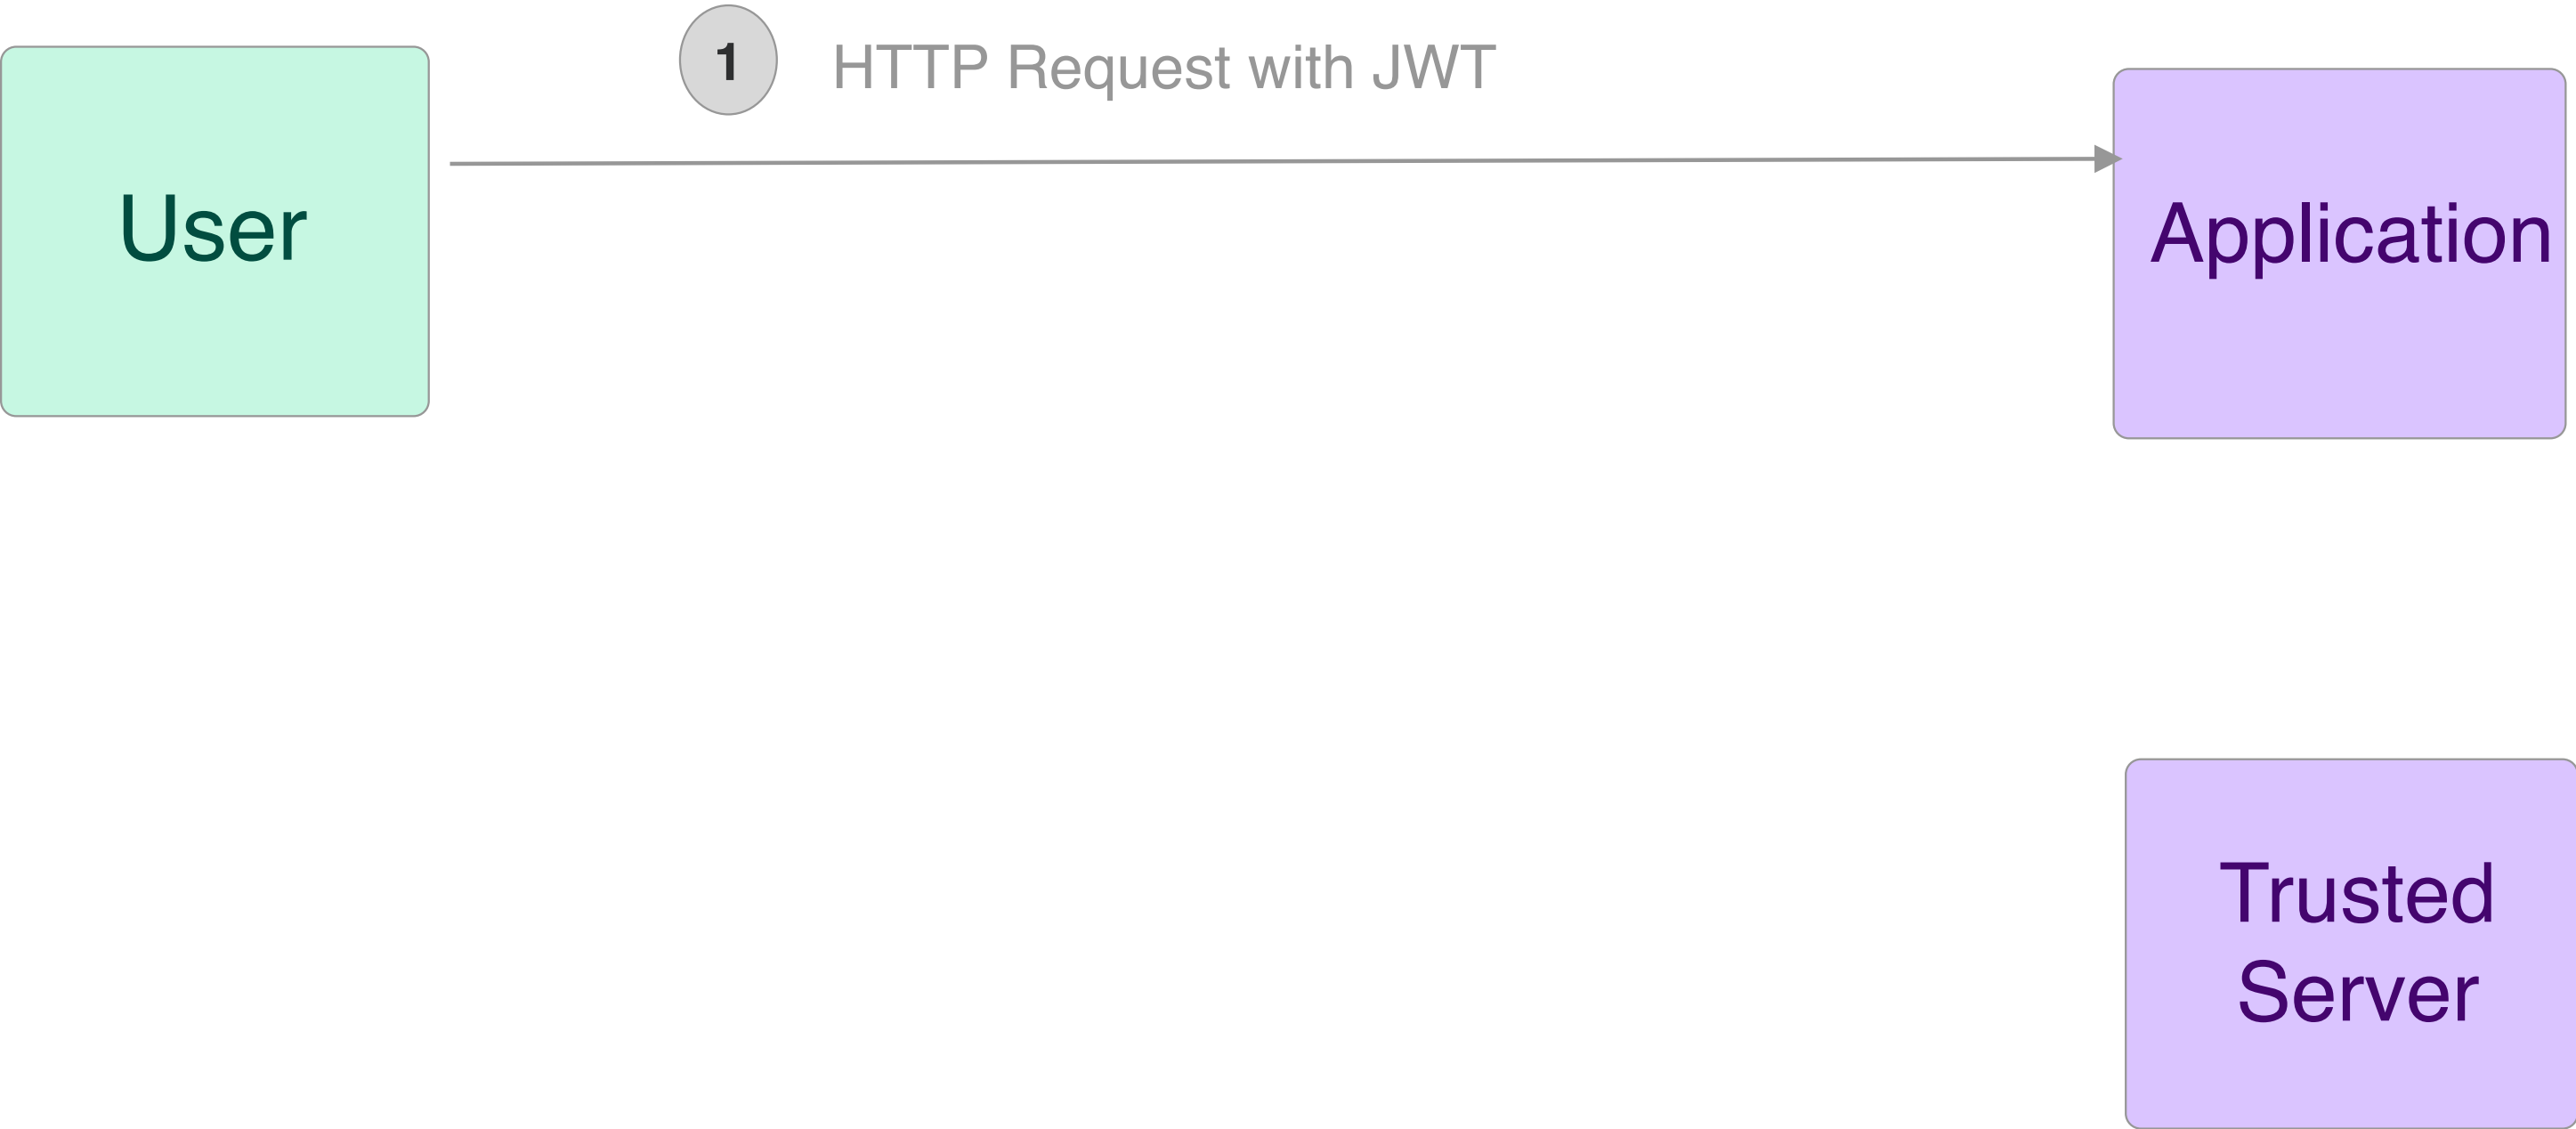 1
HTTP Request with JWT
User
Application
Trusted
Server